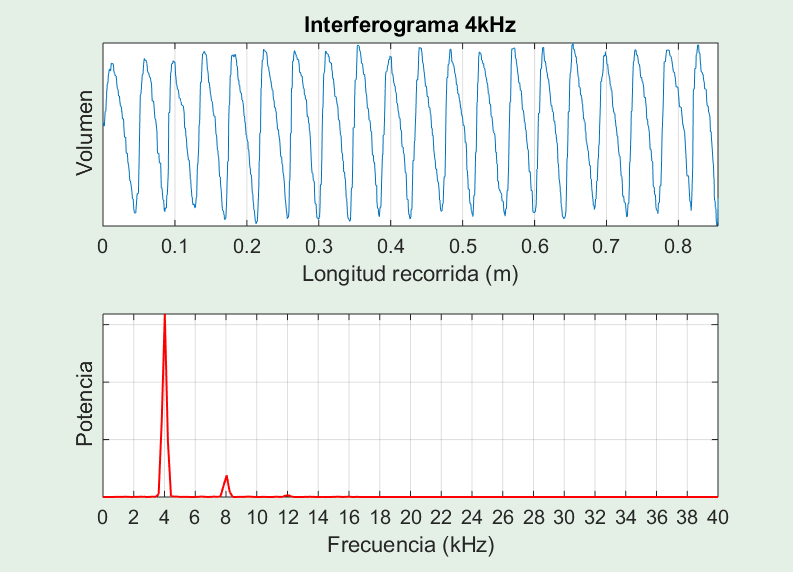 Interferograma 4kHz
Volumen
0 0.1 0.2 0.3 0.4 0.5 0.6 0.7 0.8
Longitud recorrida (m)
Potencia
0 2 4 6 8 10 12 14 16 18 20 22 24 26 28 30 32 34 36 38 40
Frecuencia (kHz)